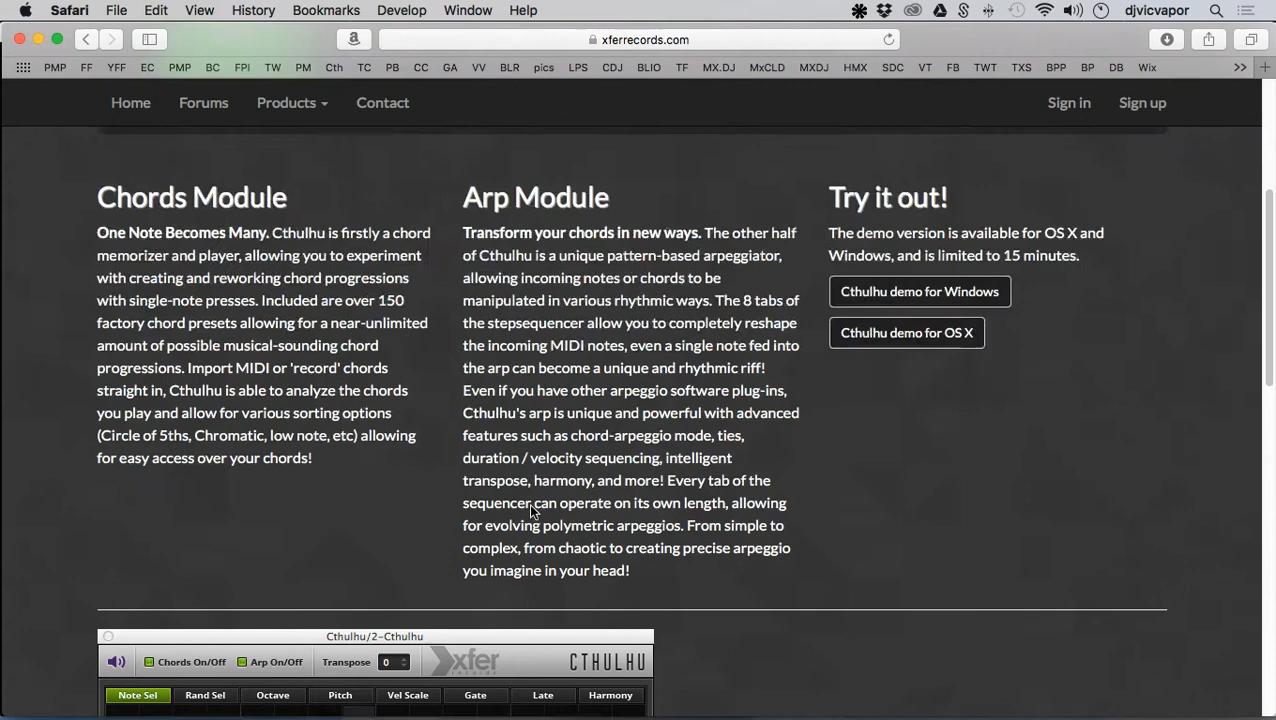 Safari File Edit View History Bookmarks Develop Window Help djvicvapor
xferrecords.com
PMP FF YFF EC PMP BC FPI TW PM Cth TC PB CC GA VV BLR pics LPS CDJ BLIO TF MX.DJ MxCLD MXDJ HMX SDC VT FB TWT TXS BPP BP DB Wix
Home Forums Products Contact Sign in Sign up
Chords Module
One Note Becomes Many. Cthulhu is firstly a chord
memorizer and player, allowing you to experiment
with creating and reworking chord progressions
with single-note presses. Included are over 150
factory chord presets allowing for a near-unlimited
amount of possible musical-sounding chord
progressions. Import MIDI or 'record' chords
straight in, Cthulhu is able to analyze the chords
you play and allow for various sorting options
(Circle of 5ths, Chromatic, low note, etc) allowing
for easy access over your chords!
Arp Module
Transform your chords in new ways. The other half
of Cthulhu is a unique pattern-based arpeggiator,
allowing incoming notes or chords to be
manipulated in various rhythmic ways. The 8 tabs of
the stepsequencer allow you to completely reshape
the incoming MIDI notes, even a single note fed into
the arp can become a unique and rhythmic riff!
Even if you have other arpeggio software plug-ins,
Cthulhu's arp is unique and powerful with advanced
features such as chord-arpeggio mode, ties,
duration / velocity sequencing, intelligent
transpose, harmony, and more! Every tab of the
sequencer can operate on its own length, allowing
for evolving polymetric arpeggios. From simple to
complex, from chaotic to creating precise arpeggio
you imagine in your head!
Try it out!
The demo version is available for OS X and
Windows, and is limited to 15 minutes.
Cthulhu demo for Windows
Cthulhu demo for OS X
Cthulhu/2-Cthulhu
Chords On/Off Arp On/Off Transpose 0 xfer RECORDS CTHULHU
Note Sel Rand Sel Octave Pitch Vel Scale Gate Late Harmony